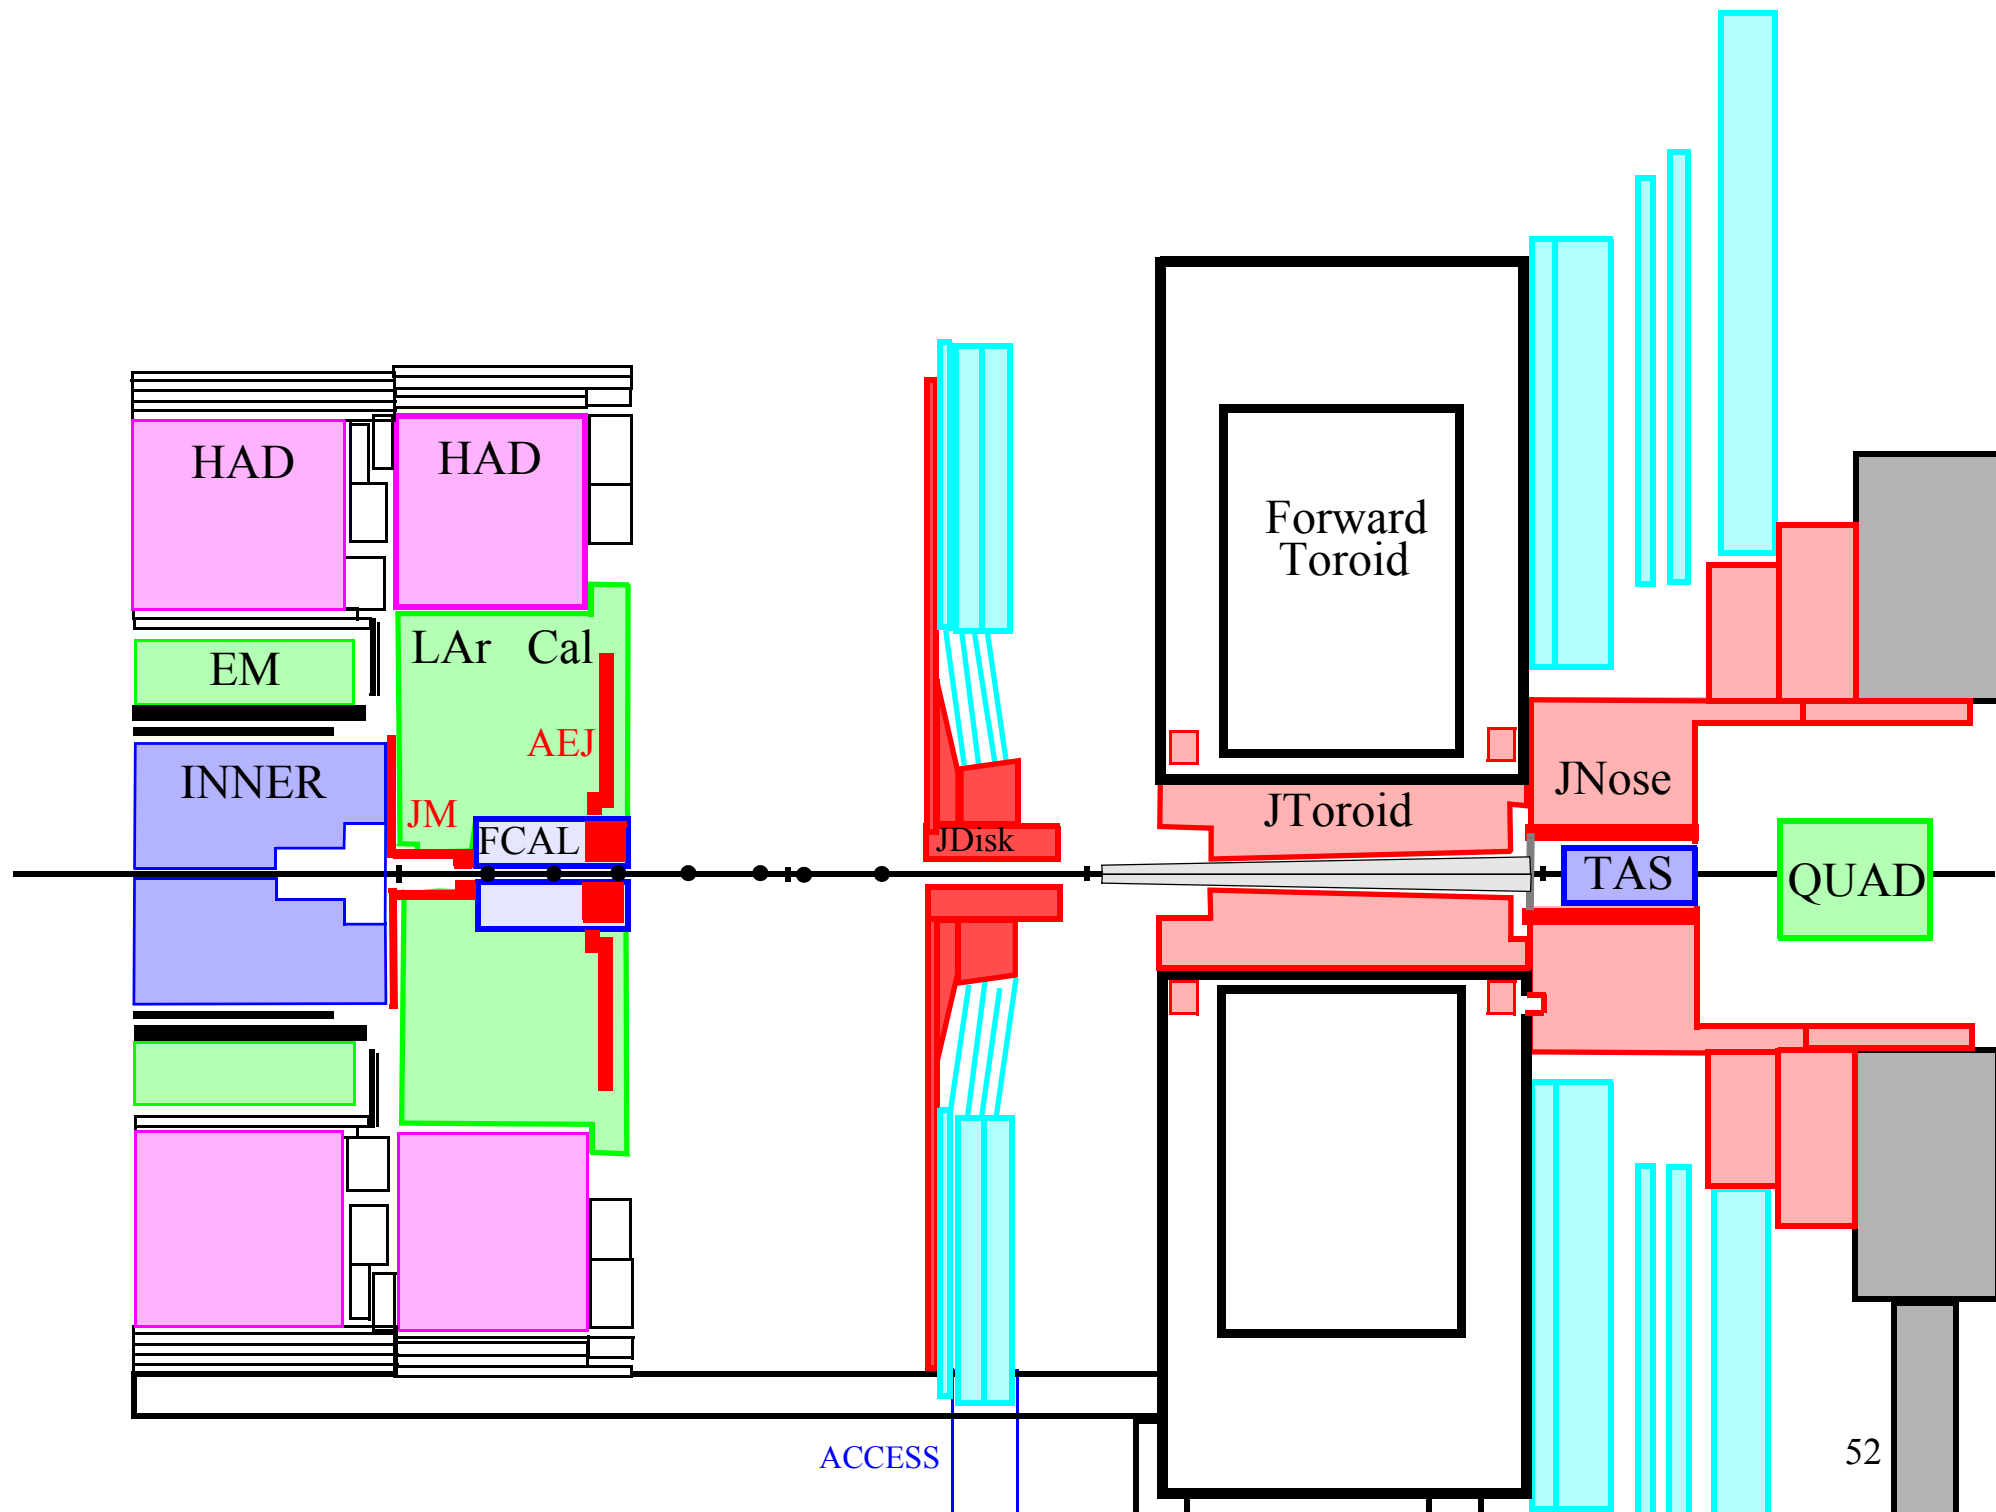 HAD
HAD
Forward
Toroid
LAr Cal
EM
AEJ
INNER
JNose
JM
JToroid
FCAL
JDisk
TAS
QUAD
ACCESS
52